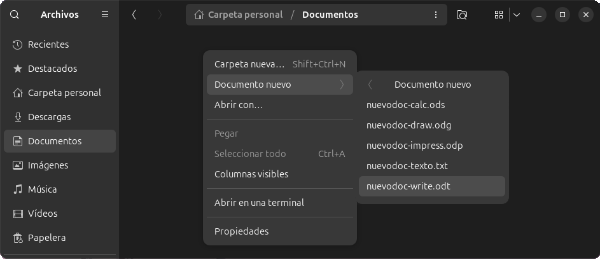 Archivos
Carpeta personal / Documentos
Recientes
Destacados
Carpeta personal
Descargas
Documentos
Imágenes
Música
Vídeos
Papelera
Carpeta nueva… Shift+Ctrl+N
Documento nuevo
Abrir con…
Pegar
Seleccionar todo Ctrl+A
Columnas visibles
Abrir en una terminal
Propiedades
Documento nuevo
nuevodoc-calc.ods
nuevodoc-draw.odg
nuevodoc-impress.odp
nuevodoc-texto.txt
nuevodoc-write.odt